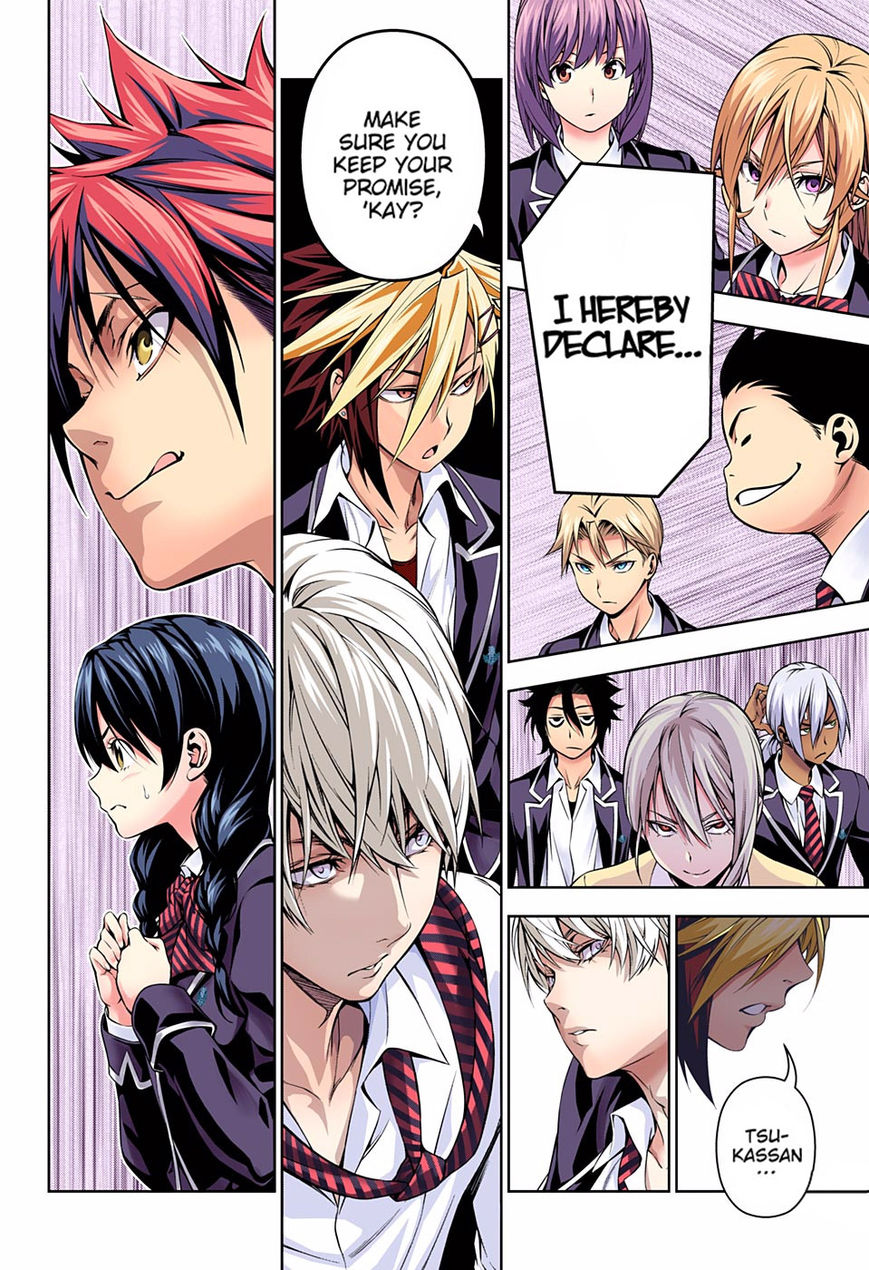 I HEREBY
DECLARE...
TSU-
KASSAN
...
MAKE
SURE YOU
KEEP YOUR
PROMISE,
'KAY?